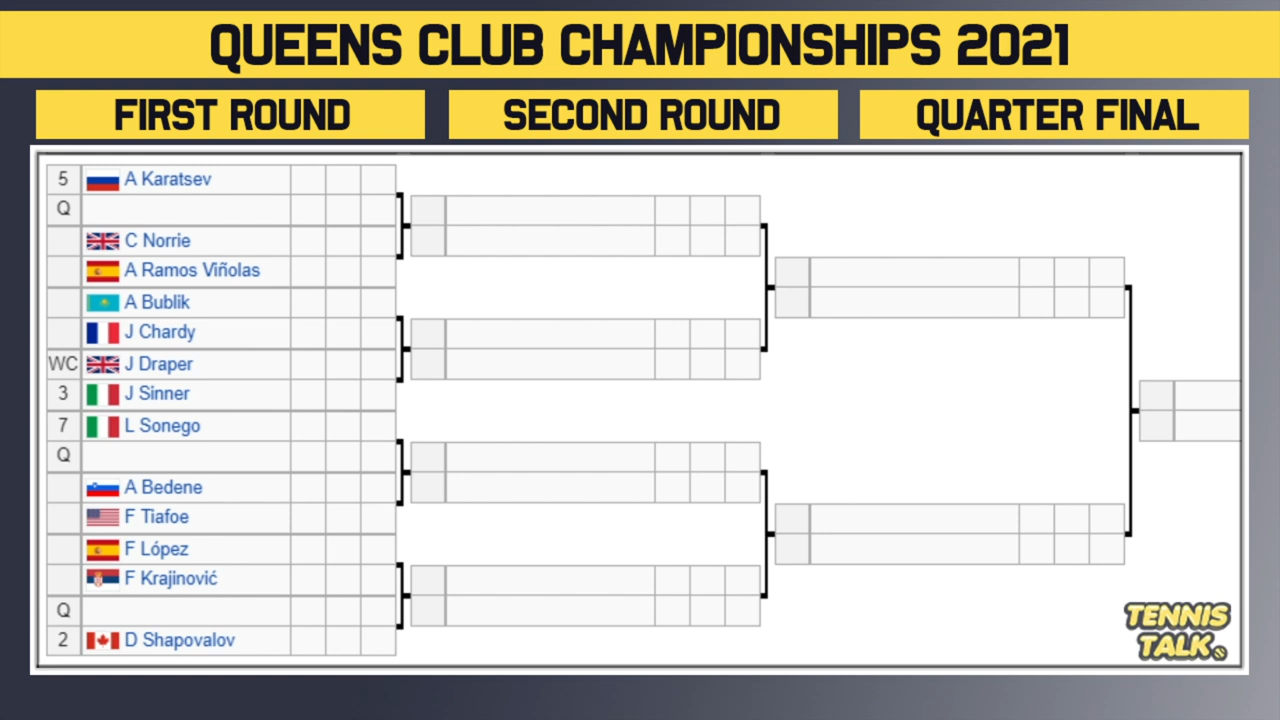 QUEENS CLUB CHAMPIONSHIPS 2021
FIRST ROUND
SECOND ROUND
QUARTER FINAL
5 A Karatsev
Q
C Norrie
A Ramos Viñolas
A Bublik
J Chardy
WC J Draper
3 J Sinner
7 L Sonego
Q
A Bedene
F Tiafoe
F López
F Krajinović
Q
2 D Shapovalov
TENNIS
TALK